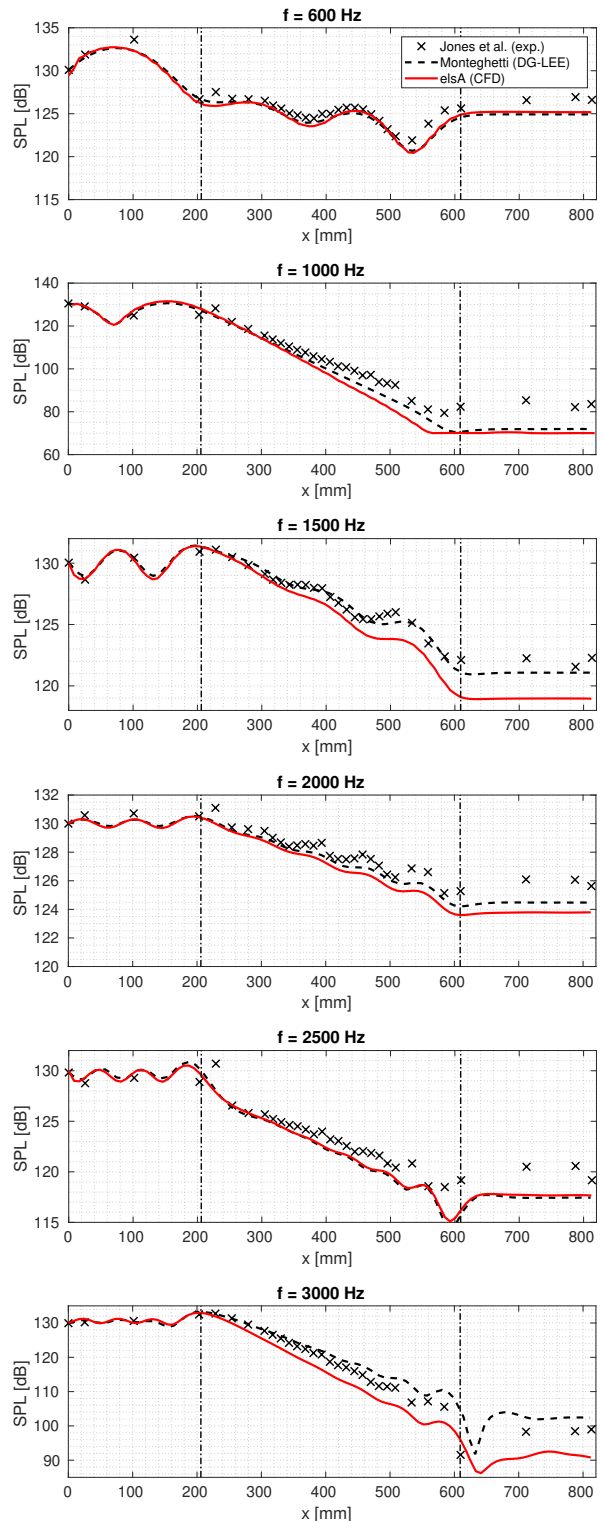 f = 600 Hz
Jones et al. (exp.)
Monteghetti (DG-LEE)
elsA (CFD)
SPL [dB]
135
130
125
120
115
0 100 200 300 400 500 600 700 800
x [mm]
f = 1000 Hz
SPL [dB]
140
120
100
80
60
0 100 200 300 400 500 600 700 800
x [mm]
f = 1500 Hz
SPL [dB]
130
125
120
0 100 200 300 400 500 600 700 800
x [mm]
f = 2000 Hz
SPL [dB]
132
130
128
126
124
122
120
0 100 200 300 400 500 600 700 800
x [mm]
f = 2500 Hz
SPL [dB]
130
125
120
115
0 100 200 300 400 500 600 700 800
x [mm]
f = 3000 Hz
SPL [dB]
130
120
110
100
90
0 100 200 300 400 500 600 700 800
x [mm]